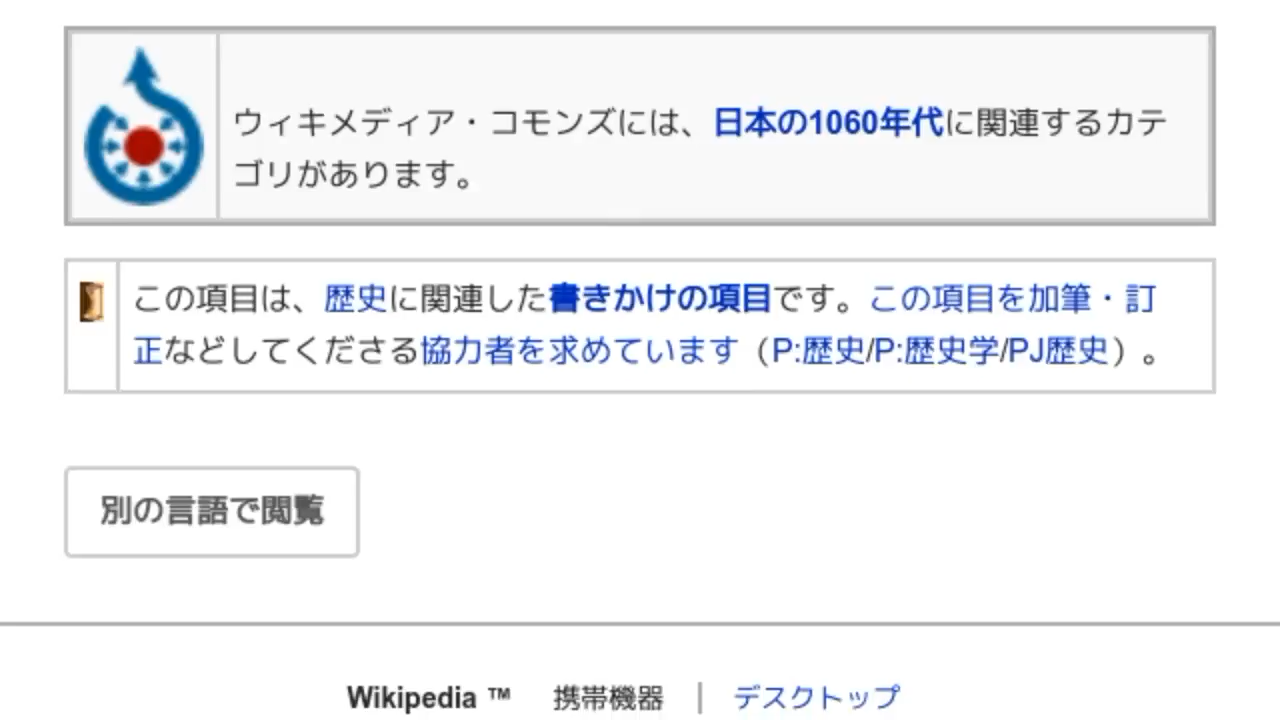 ウィキメディア・コモンズには、日本の1060年代に関連するカテ
ゴリがあります。
この項目は、歴史に関連した書きかけの項目です。この項目を加筆・訂
正などしてくださる協力者を求めています（P:歴史/P:歴史学/PJ歴史）。
別の言語で閲覧
Wikipedia ™ 携帯機器 | デスクトップ